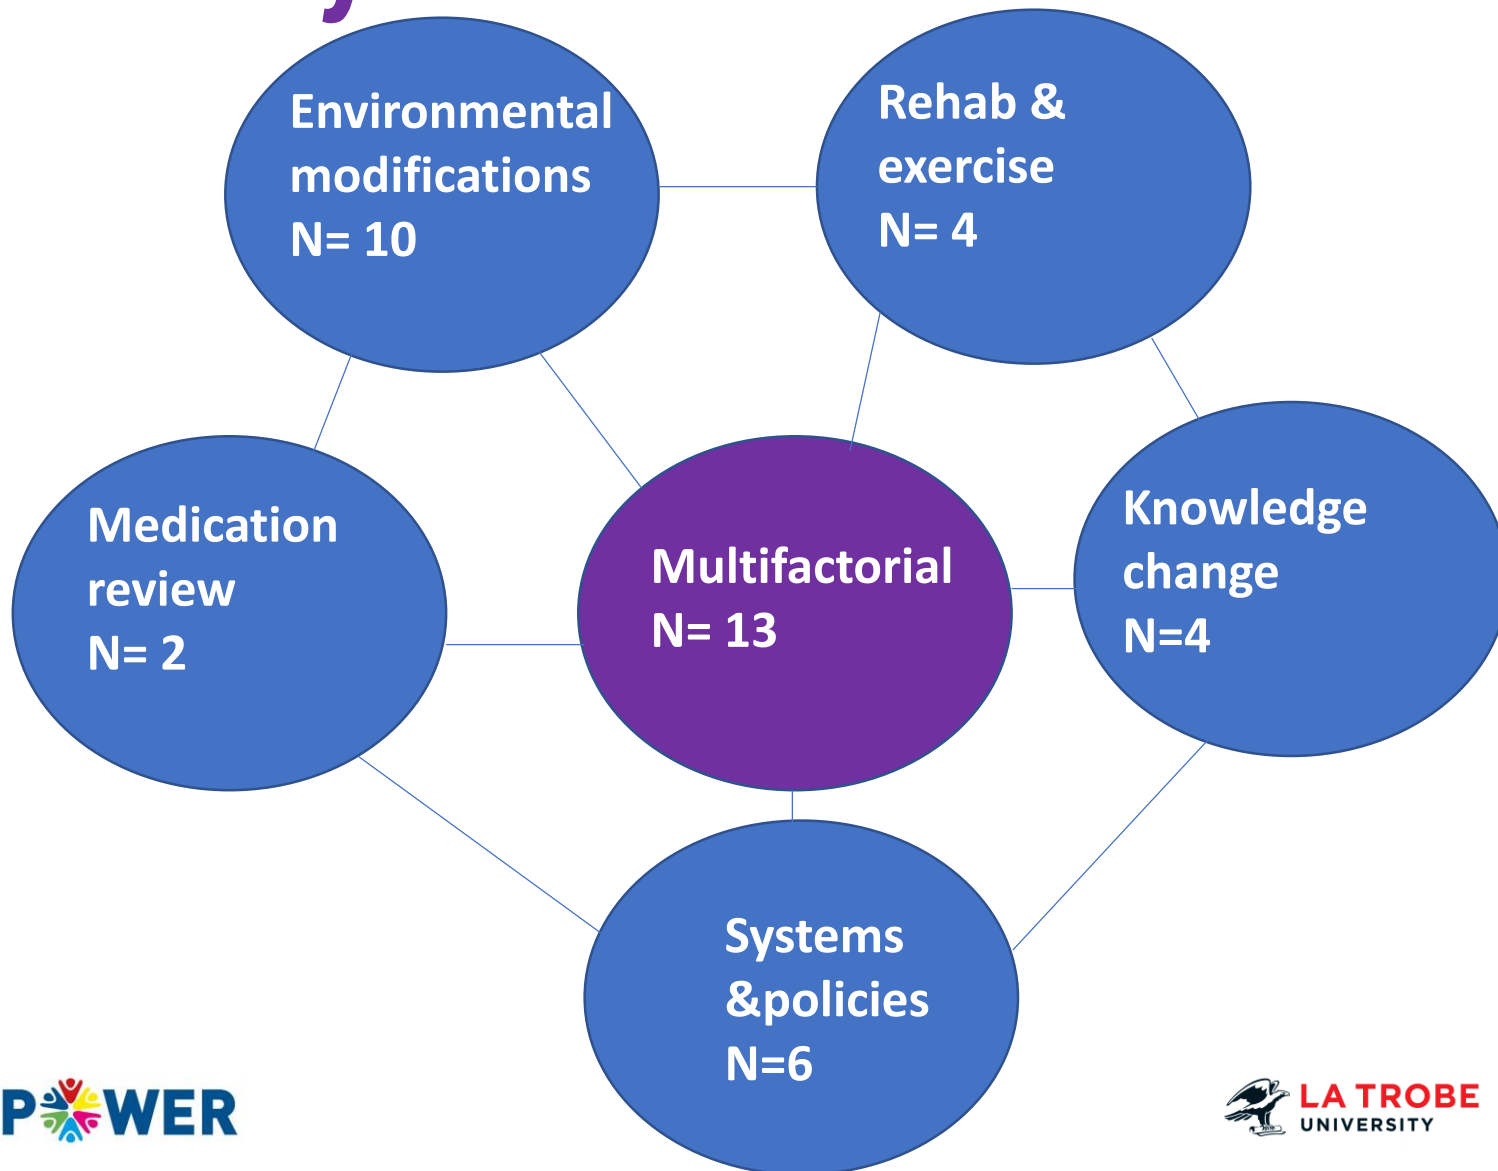 Environmental
modifications
N= 10
Rehab &
exercise
N= 4
Medication
review
N= 2
Multifactorial
N= 13
Knowledge
change
N=4
Systems
&policies
N=6
POWER
LA TROBE
UNIVERSITY